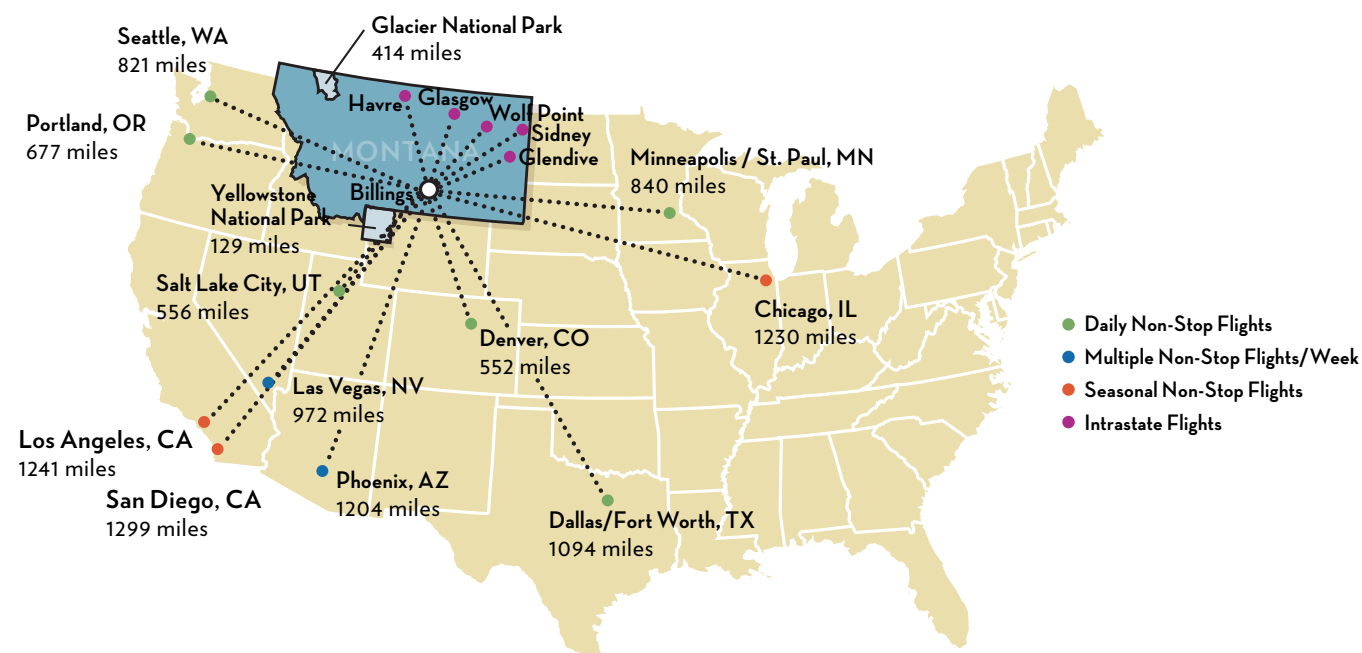 Glacier National Park
414 miles
Seattle, WA
821 miles
Portland, OR
677 miles
Havre
Glasgow
Wolf Point
Sidney
Glendive
MONTANA
Billings
Yellowstone
National Park
129 miles
Minneapolis / St. Paul, MN
840 miles
Salt Lake City, UT
556 miles
Denver, CO
552 miles
Chicago, IL
1230 miles
Las Vegas, NV
972 miles
Los Angeles, CA
1241 miles
San Diego, CA
1299 miles
Phoenix, AZ
1204 miles
Dallas/Fort Worth, TX
1094 miles
Daily Non-Stop Flights
Multiple Non-Stop Flights/Week
Seasonal Non-Stop Flights
Intrastate Flights